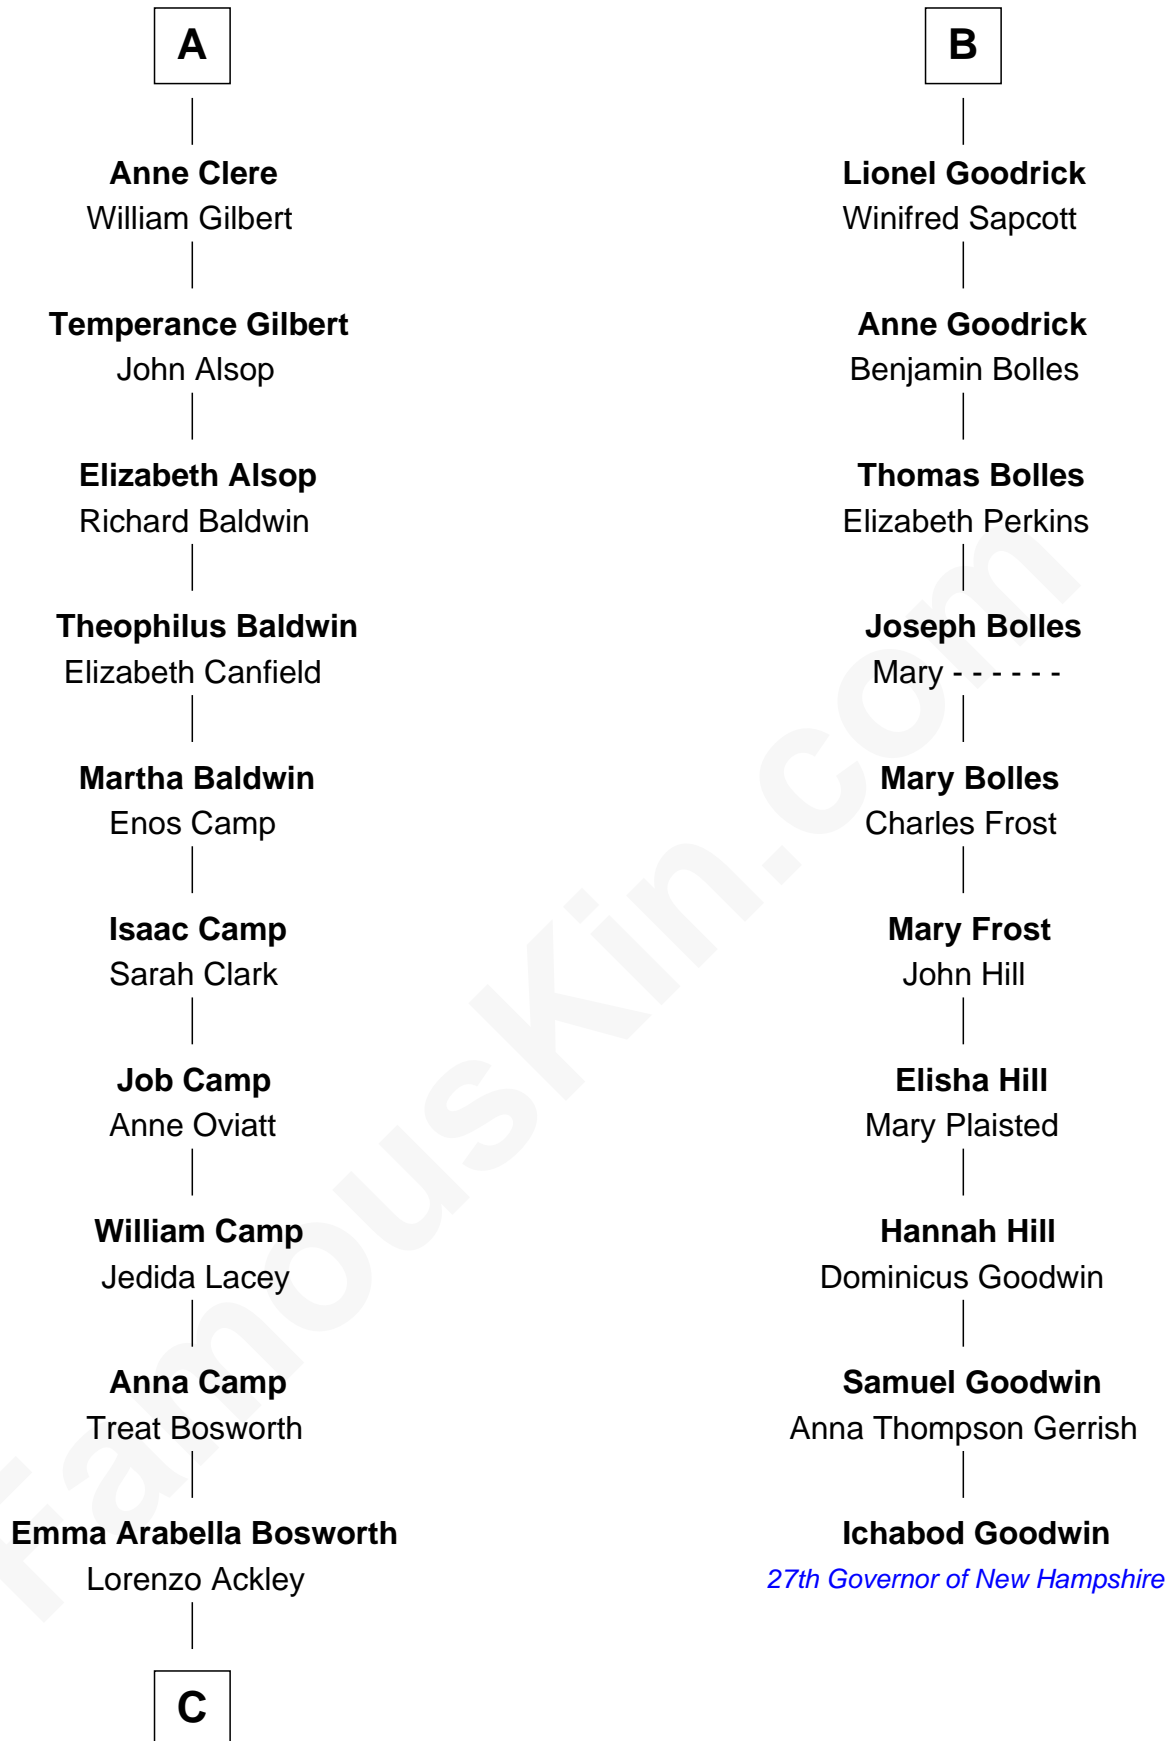 A
Anne Clere
William Gilbert
Temperance Gilbert
John Alsop
Elizabeth Alsop
Richard Baldwin
Theophilus Baldwin
Elizabeth Canfield
Martha Baldwin
Enos Camp
Isaac Camp
Sarah Clark
Job Camp
Anne Oviatt
William Camp
Jedida Lacey
Anna Camp
Treat Bosworth
Emma Arabella Bosworth
Lorenzo Ackley
C
B
Lionel Goodrick
Winifred Sapcott
Anne Goodrick
Benjamin Bolles
Thomas Bolles
Elizabeth Perkins
Joseph Bolles
Mary - - - - - -
Mary Bolles
Charles Frost
Mary Frost
John Hill
Elisha Hill
Mary Plaisted
Hannah Hill
Dominicus Goodwin
Samuel Goodwin
Anna Thompson Gerrish
Ichabod Goodwin
27th Governor of New Hampshire
FamousKin.com